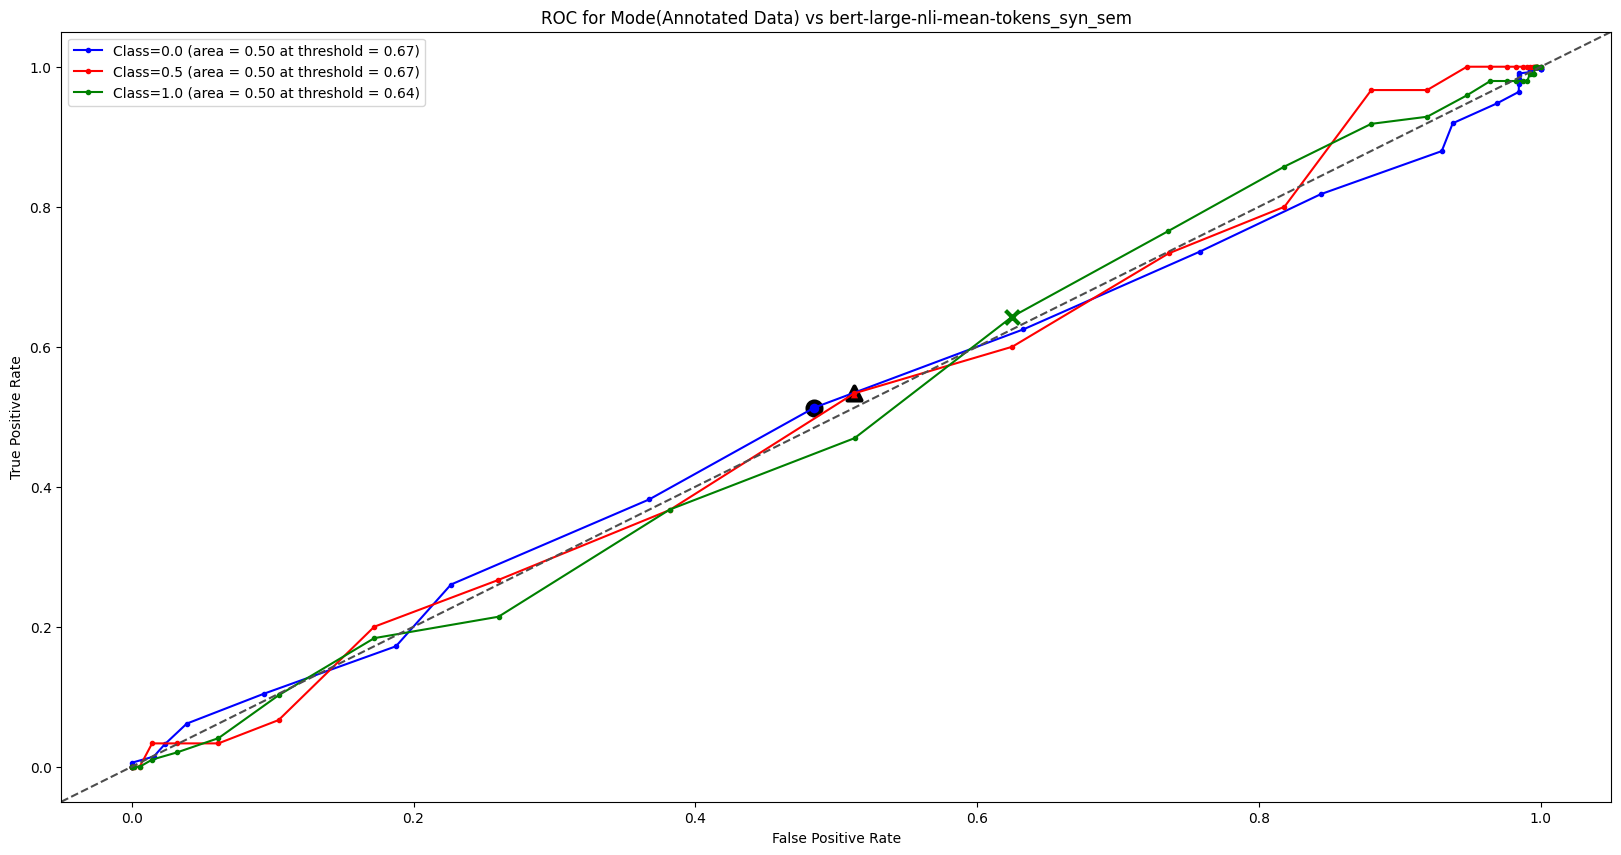 ROC for Mode(Annotated Data) vs bert-large-nli-mean-tokens_syn_sem
Class=0.0 (area = 0.50 at threshold = 0.67)
Class=0.5 (area = 0.50 at threshold = 0.67)
Class=1.0 (area = 0.50 at threshold = 0.64)
True Positive Rate
1.0
0.8
0.6
0.4
0.2
0.0
0.0 0.2 0.4 0.6 0.8 1.0
False Positive Rate